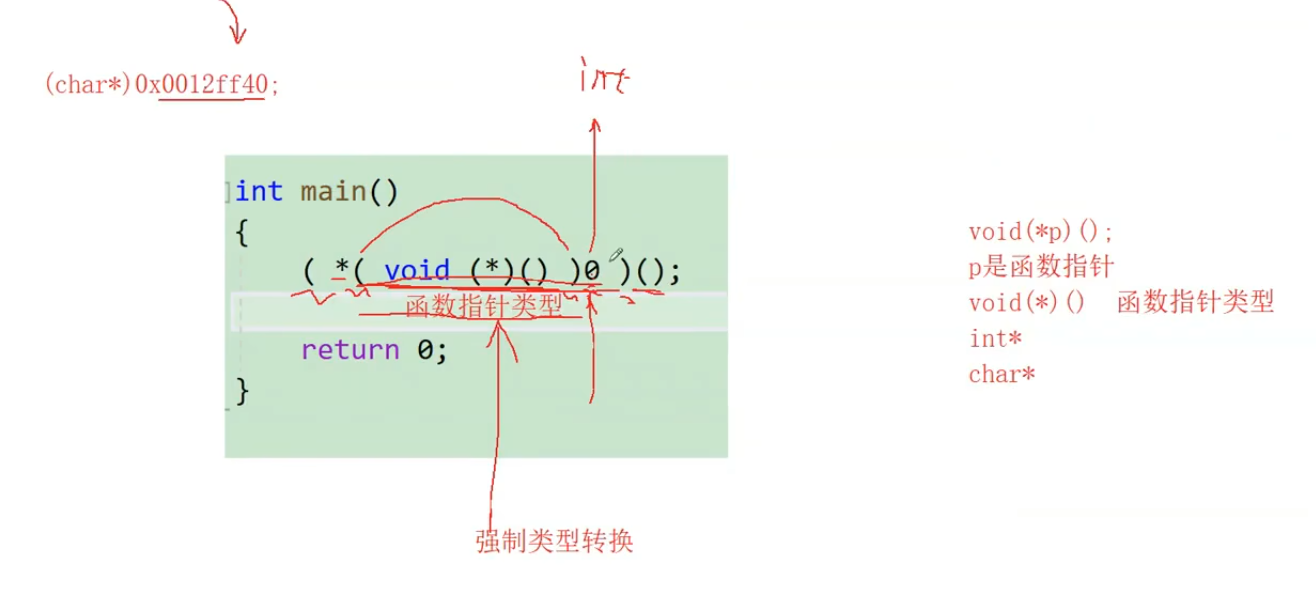 (char*)0x0012ff40;
int
int main()
{
( *( void (*)() )0 )();
函数指针类型
return 0;
}
强制类型转换
void(*p)();
p是函数指针
void(*)() 函数指针类型
int*
char*